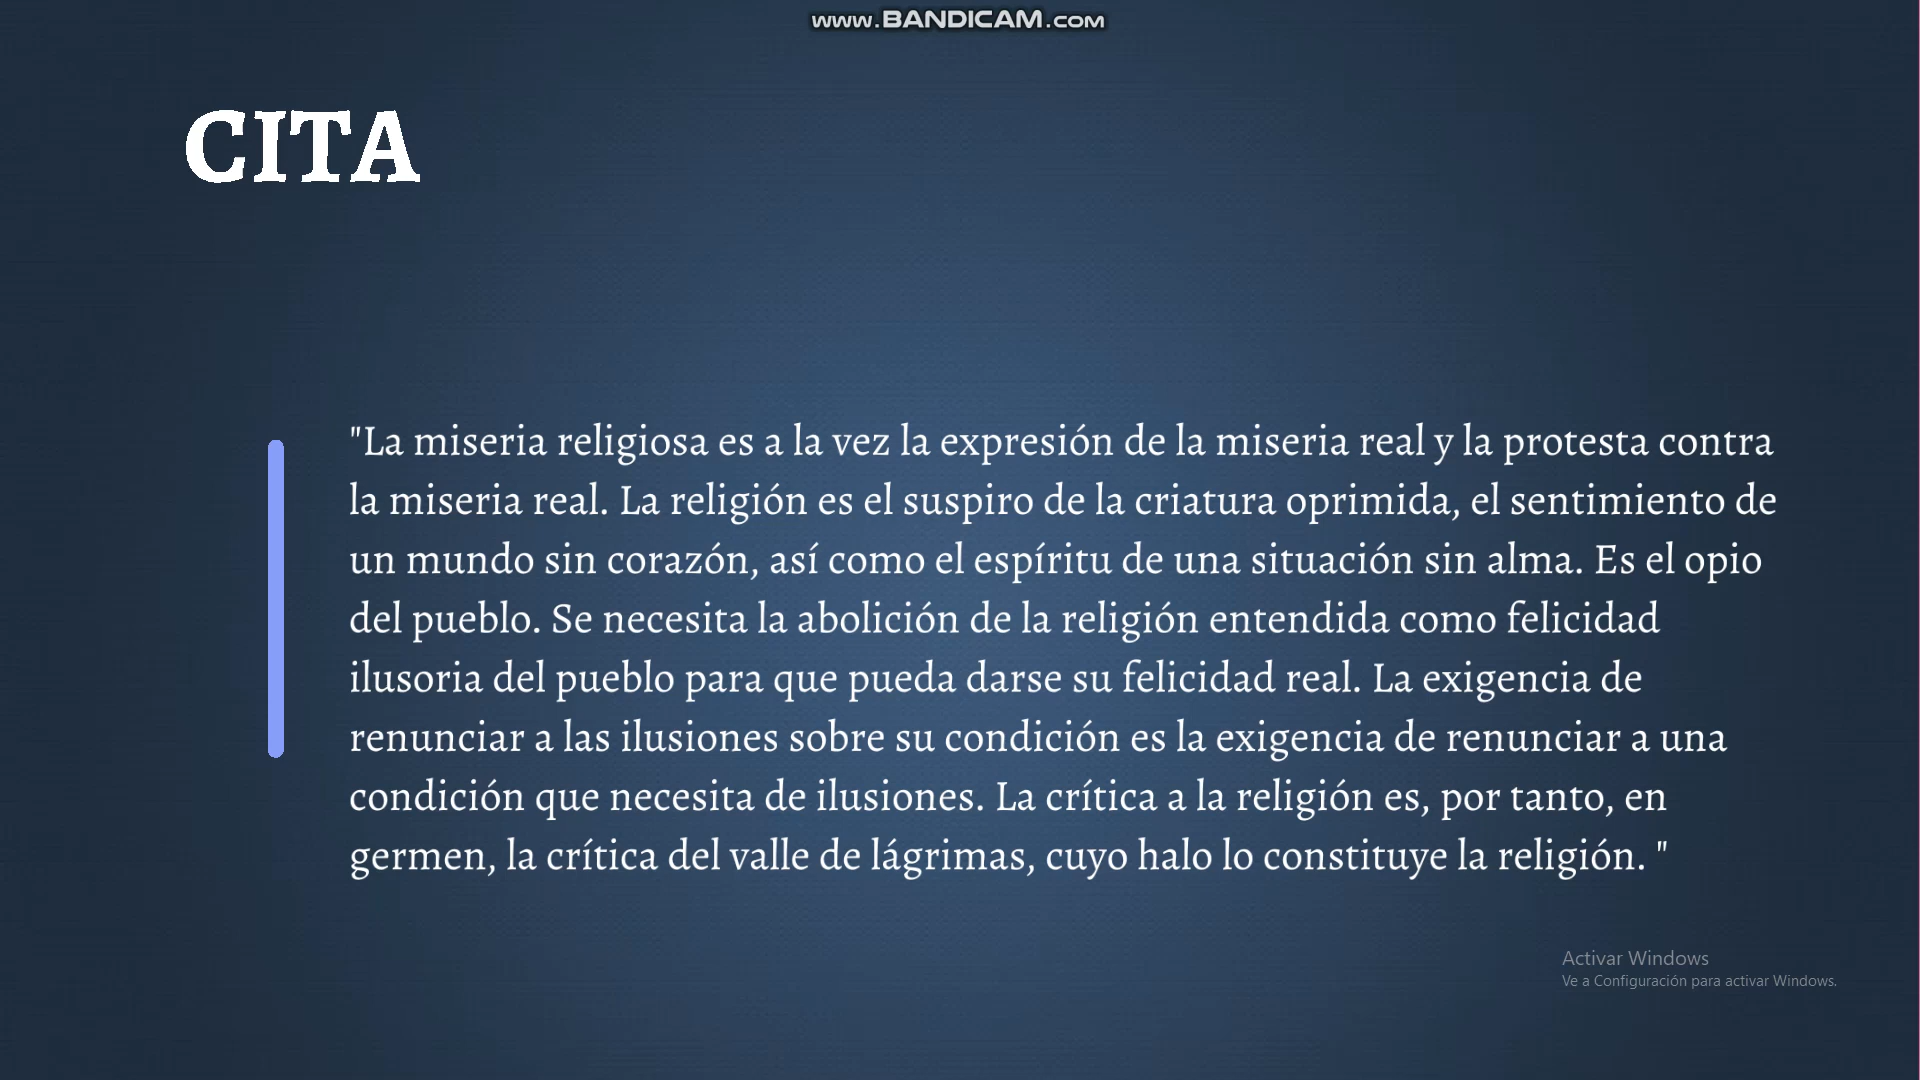 www.BANDICAM.com
CITA
"La miseria religiosa es a la vez la expresión de la miseria real y la protesta contra
la miseria real. La religión es el suspiro de la criatura oprimida, el sentimiento de
un mundo sin corazón, así como el espíritu de una situación sin alma. Es el opio
del pueblo. Se necesita la abolición de la religión entendida como felicidad
ilusoria del pueblo para que pueda darse su felicidad real. La exigencia de
renunciar a las ilusiones sobre su condición es la exigencia de renunciar a una
condición que necesita de ilusiones. La crítica a la religión es, por tanto, en
germen, la crítica del valle de lágrimas, cuyo halo lo constituye la religión. "
Activar Windows
Ve a Configuración para activar Windows.